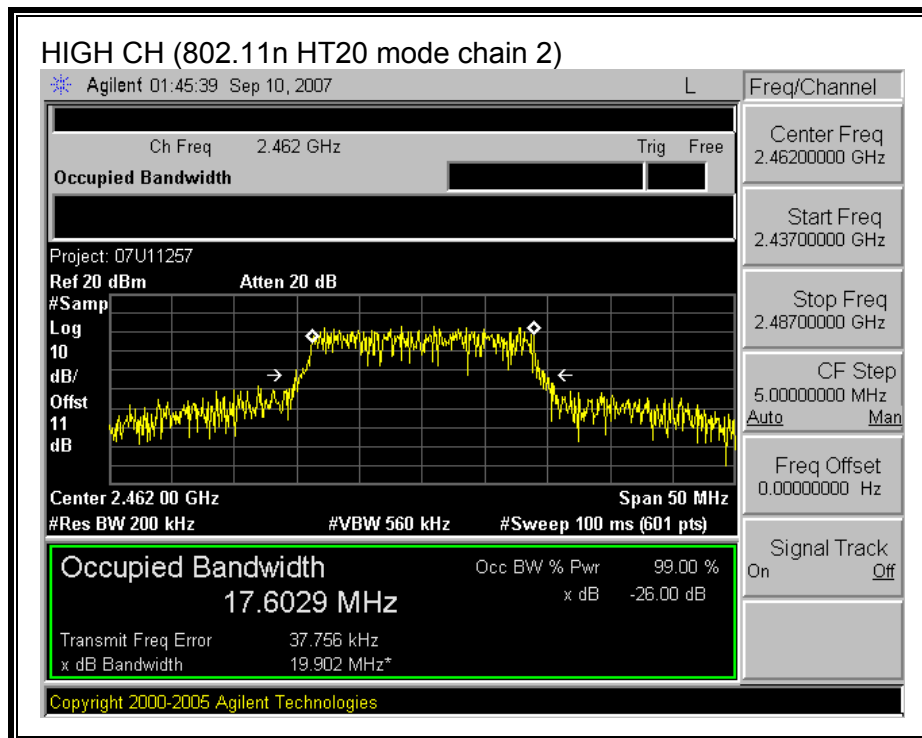 HIGH CH (802.11n HT20 mode chain 2)
Agilent 01:45:39 Sep 10, 2007 L
Freq/Channel
Ch Freq 2.462 GHz Trig Free
Occupied Bandwidth
Center Freq
2.46200000 GHz
Start Freq
2.43700000 GHz
Stop Freq
2.48700000 GHz
CF Step
5.00000000 MHz
Auto Man
Freq Offset
0.00000000 Hz
Signal Track
On Off
Project: 07U11257
Ref 20 dBm Atten 20 dB
#Samp
Log
10
dB/
Offst
11
dB
Center 2.462 00 GHz Span 50 MHz
#Res BW 200 kHz #VBW 560 kHz #Sweep 100 ms (601 pts)
Occupied Bandwidth
17.6029 MHz
Occ BW % Pwr 99.00 %
x dB -26.00 dB
Transmit Freq Error 37.756 kHz
x dB Bandwidth 19.902 MHz*
Copyright 2000-2005 Agilent Technologies